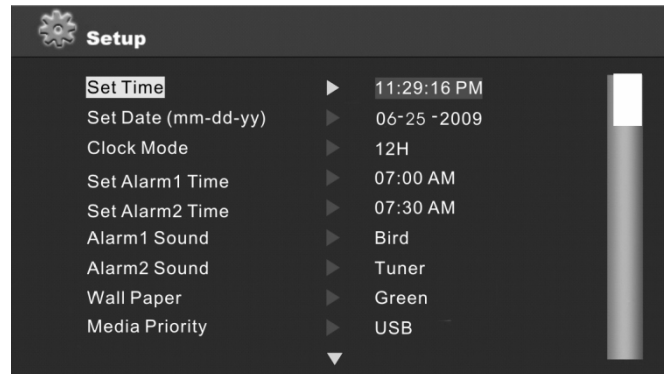 Setup
Set Time 11:29:16 PM
Set Date (mm-dd-yy) 06-25 -2009
Clock Mode 12H
Set Alarm1 Time 07:00 AM
Set Alarm2 Time 07:30 AM
Alarm1 Sound Bird
Alarm2 Sound Tuner
Wall Paper Green
Media Priority USB